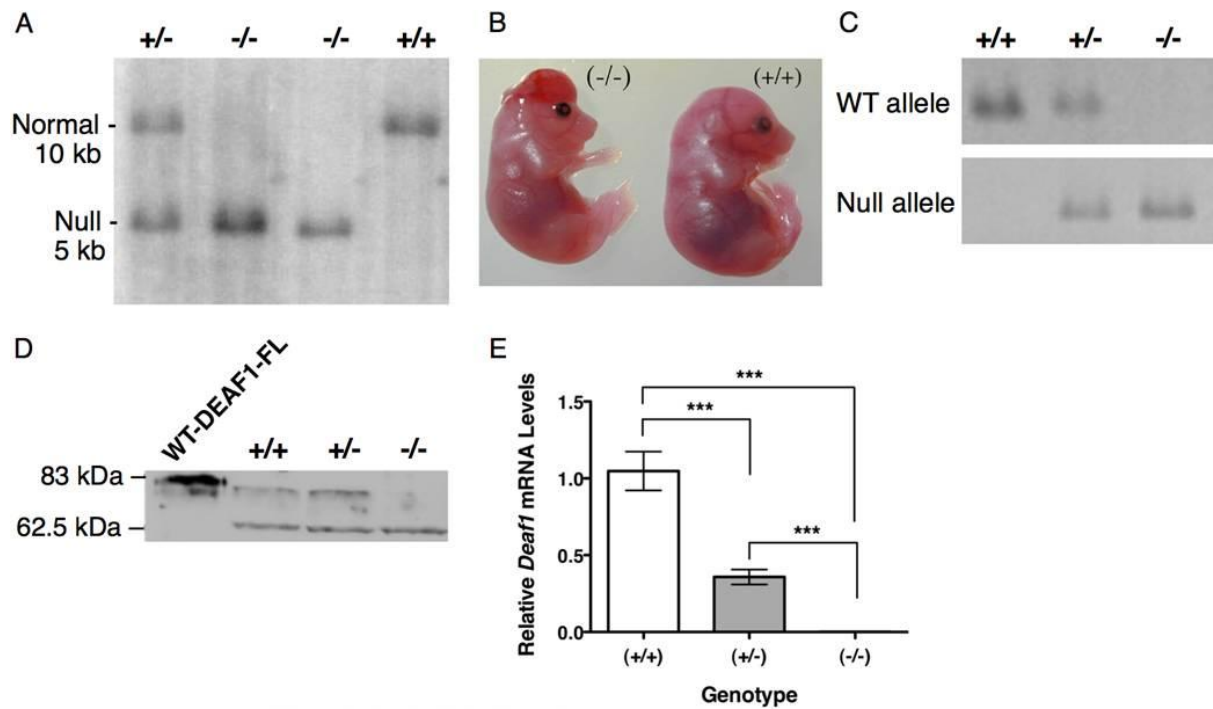 A
+/-
-/-
-/-
+/+
Normal -
10 kb
Null -
5 kb
B
(-/-)
(+/+)
C
+/+
+/-
-/-
WT allele
Null allele
D
WT-DEAF1-FL
+/+
+/-
-/-
83 kDa –
62.5 kDa –
E
Relative Deaf1 mRNA Levels
1.5
1.0
0.5
0.0
***
***
***
(+/+)
(+/-)
(-/-)
Genotype